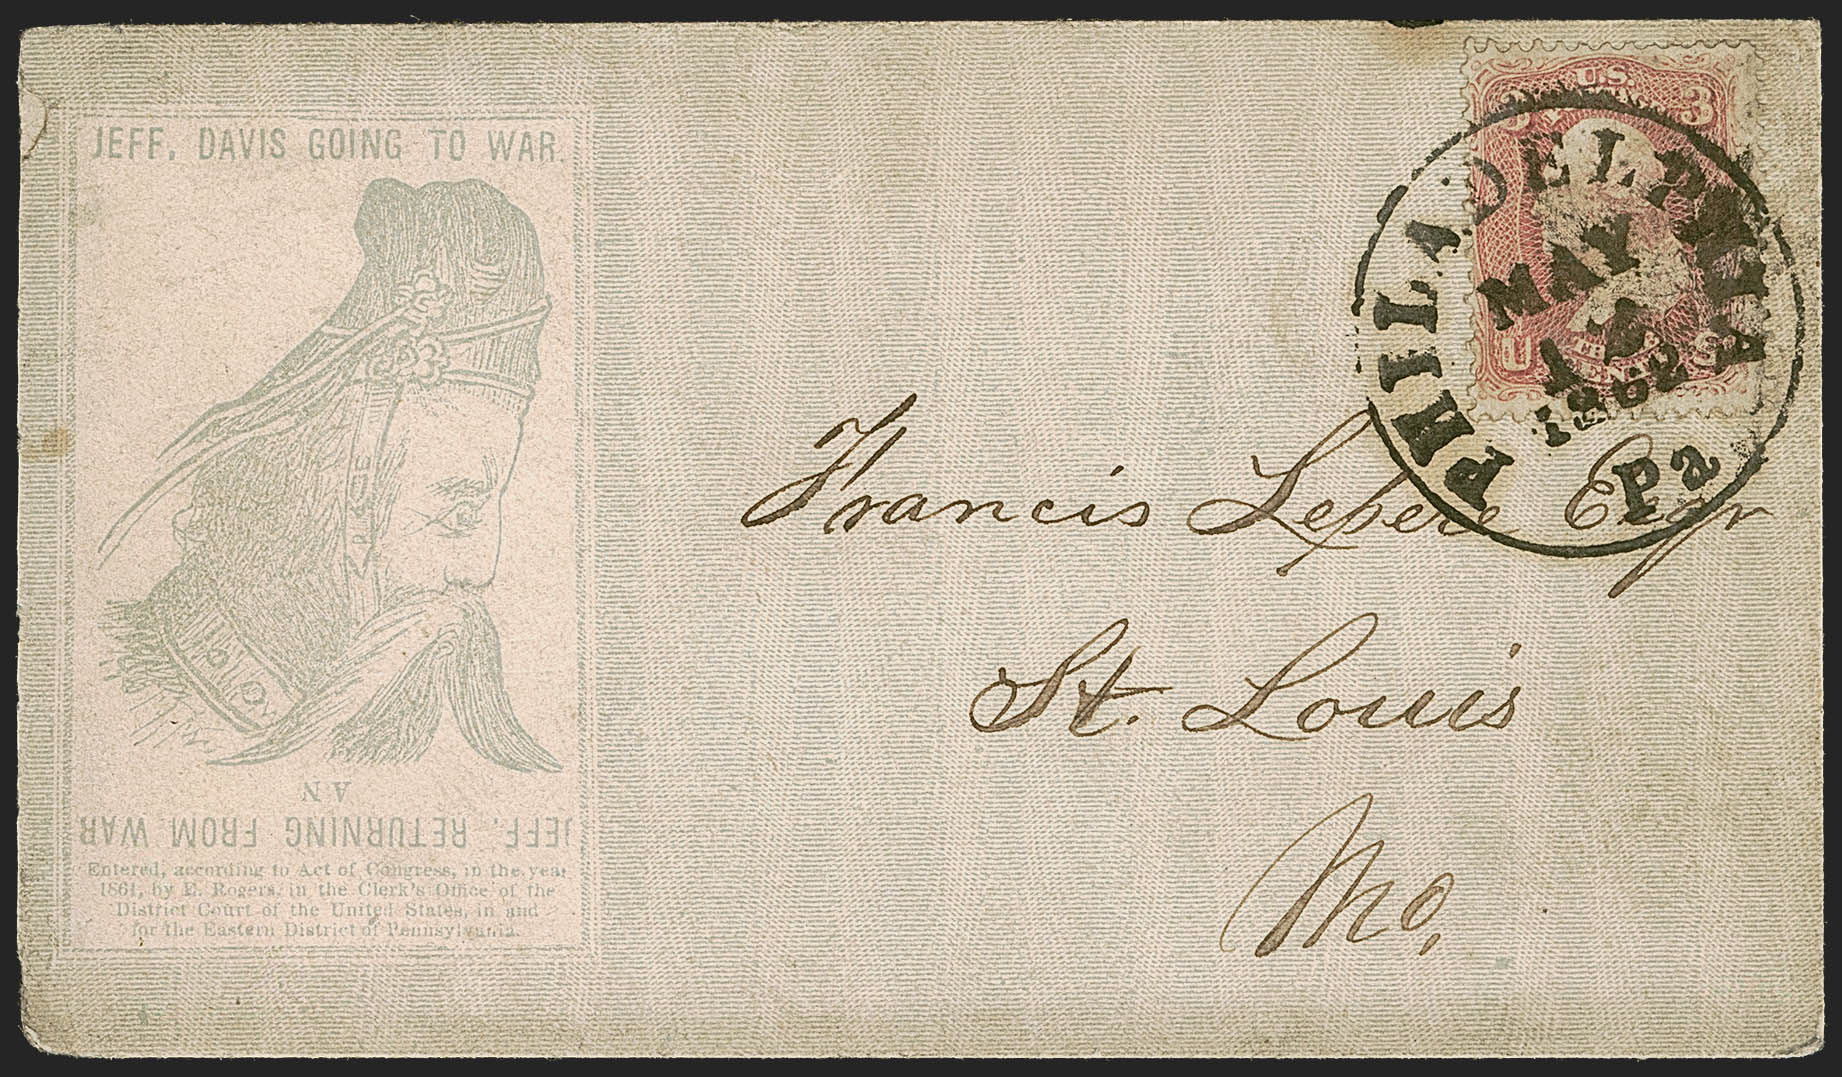 JEFF, DAVIS GOING TO WAR.
AN
JEFF, RETURNING FROM WAR
Entered, according to Act of Congress, in the year
1861, by E. Rogers, in the Clerk's Office of the
District Court of the United States, in and
for the Eastern District of Pennsylvania.
U.S.
3 3
U S
PHILADELPHIA
MAY
1862
Pa
Francis Lepere Esqr
St. Louis
Mo,